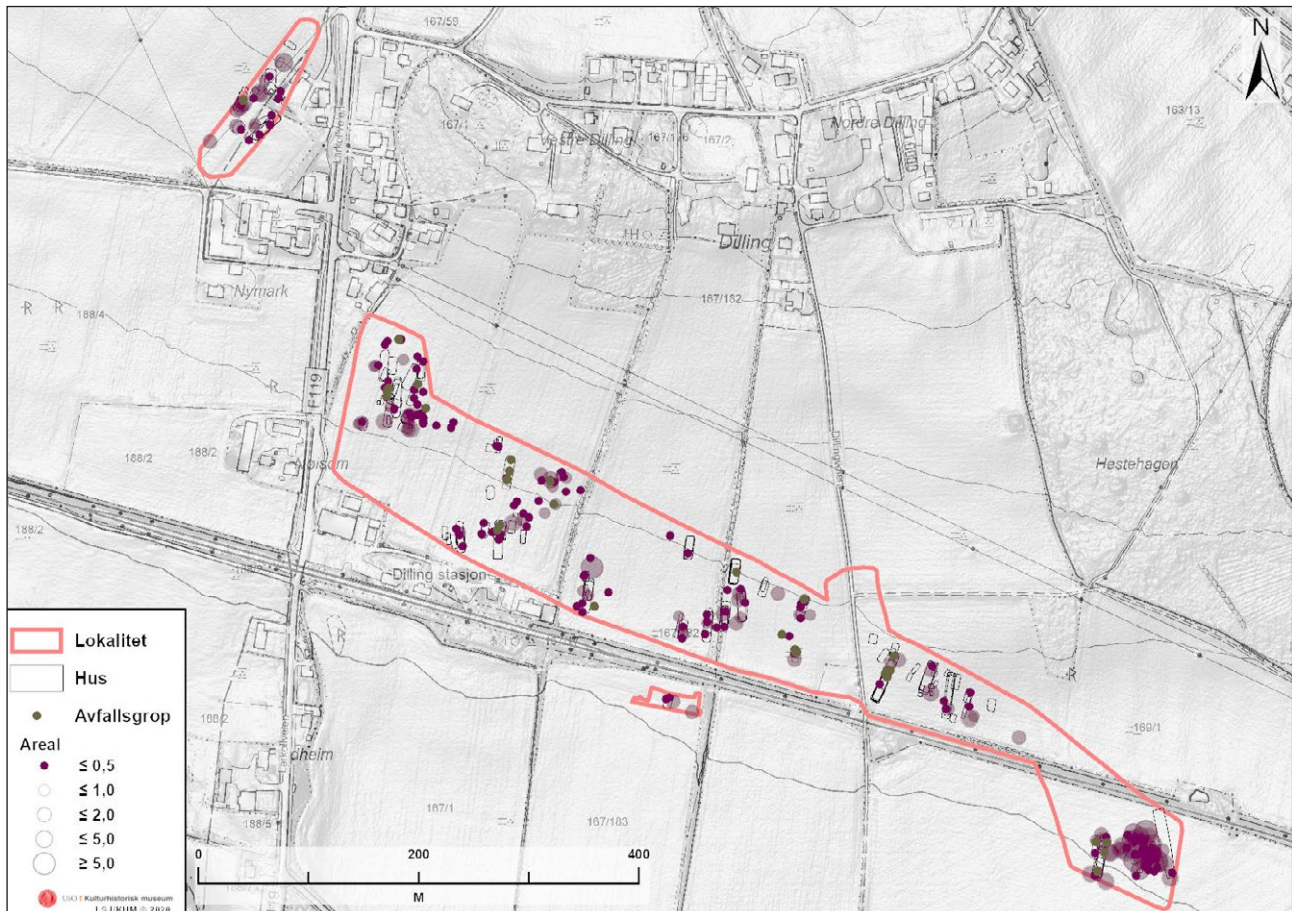 167/59
N
163/13
167/1
Vestre Dilling
167/2
Nordre Dilling
Dilling
Nymark
188/4
R R
167/182
R
F119
188/2
188/2
Hestehagen
188/2
Dilling stasjon
R
188/2
169/1
R
167/1
167/183
188/5
Lokalitet
Hus
Avfallsgrop
Areal
≤ 0,5
≤ 1,0
≤ 2,0
≤ 5,0
≥ 5,0
Kulturhistorisk museum
0 200 400
M